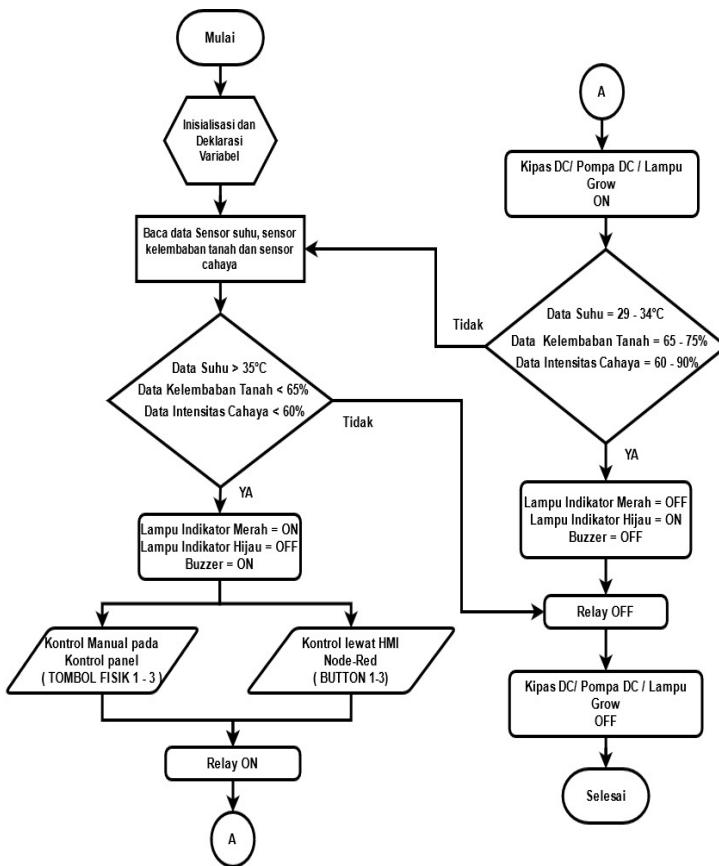 Mulai
Inisialisasi dan
Deklarasi
Variabel
Baca data Sensor suhu, sensor
kelembaban tanah dan sensor
cahaya
Data Suhu > 35°C
Data Kelembaban Tanah < 65%
Data Intensitas Cahaya < 60%
Tidak
YA
Lampu Indikator Merah = ON
Lampu Indikator Hijau = OFF
Buzzer = ON
Kontrol Manual pada
Kontrol panel
( TOMBOL FISIK 1 - 3 )
Kontrol lewat HMI
Node-Red
( BUTTON 1-3)
Relay ON
A
A
Kipas DC/ Pompa DC / Lampu
Grow
ON
Data Suhu = 29 - 34°C
Data Kelembaban Tanah = 65 - 75%
Data Intensitas Cahaya = 60 - 90%
Tidak
YA
Lampu Indikator Merah = OFF
Lampu Indikator Hijau = ON
Buzzer = OFF
Relay OFF
Kipas DC/ Pompa DC / Lampu
Grow
OFF
Selesai